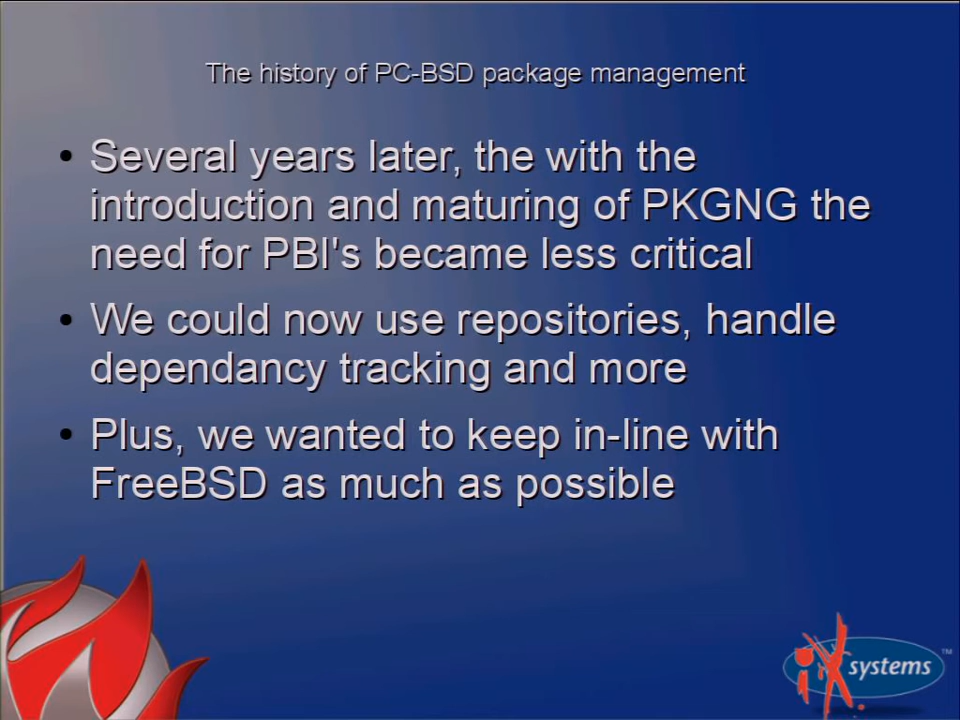 The history of PC-BSD package management
• Several years later, the with the
introduction and maturing of PKGNG the
need for PBI's became less critical
• We could now use repositories, handle
dependancy tracking and more
• Plus, we wanted to keep in-line with
FreeBSD as much as possible
iX systems ™